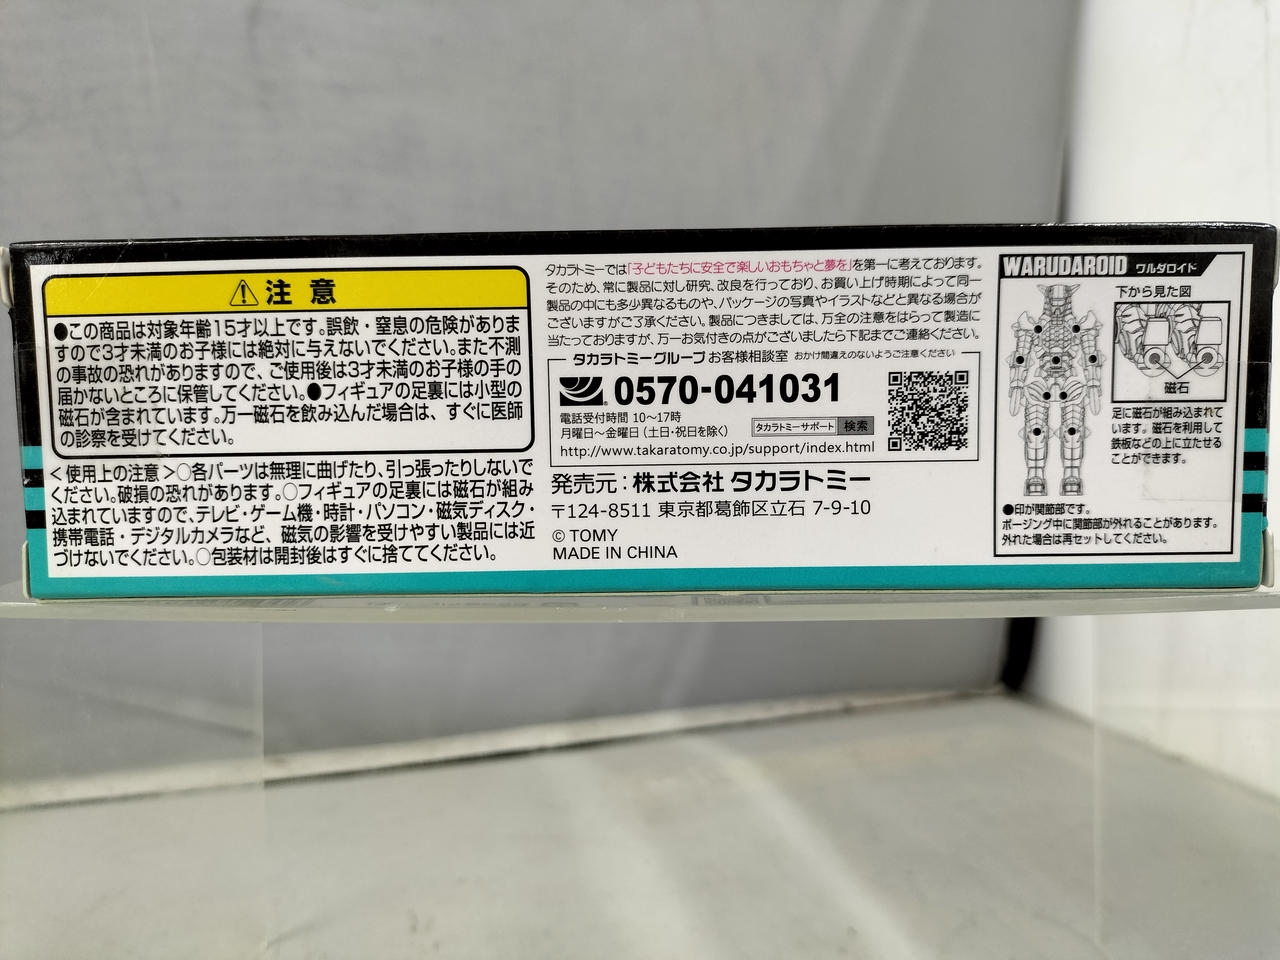 注意
●この商品は対象年齢15才以上です。誤飲・窒息の危険がありま
すので3才未満のお子様には絶対に与えないでください。また不測
の事故の恐れがありますので、ご使用後は3才未満のお子様の手の
届かないところに保管してください。●フィギュアの足裏には小型の
磁石が含まれています。万一磁石を飲み込んだ場合は、すぐに医師
の診察を受けてください。
<使用上の注意>○各パーツは無理に曲げたり、引っ張ったりしないで
ください。破損の恐れがあります。○フィギュアの足裏には磁石が組み
込まれていますので、テレビ・ゲーム機・時計・パソコン・磁気ディスク・
携帯電話・デジタルカメラなど、磁気の影響を受けやすい製品には近
づけないでください。○包装材は開封後はすぐに捨ててください。
タカラトミーでは「子どもたちに安全で楽しいおもちゃと夢を」を第一に考えております。
そのため、常に製品に対し研究、改良を行っており、お買い上げ時期によって同一
製品の中にも多少異なるものや、パッケージの写真やイラストなどと異なる場合が
ございますがご了承ください。製品につきましては、万全の注意をはらって製造に
当たっておりますが、万一お気付きの点がございましたら下記までご連絡ください。
タカラトミーグループ お客様相談室 おかけ間違えのないようご注意ください
0570-041031
電話受付時間 10〜17時
月曜日〜金曜日(土・日・祝日を除く)
タカラトミーサポート 検索
http://www.takaratomy.co.jp/support/index.html
発売元:株式会社 タカラトミー
〒124-8511 東京都葛飾区立石 7-9-10
© TOMY
MADE IN CHINA
WARUDAROID ワルダロイド
下から見た図
磁石
足に磁石が組み込まれて
います。磁石を利用して
鉄板などの上に立たせる
ことができます。
●印が関節部です。
ポージング中に関節部が外れることがあります。
外れた場合は再セットしてください。